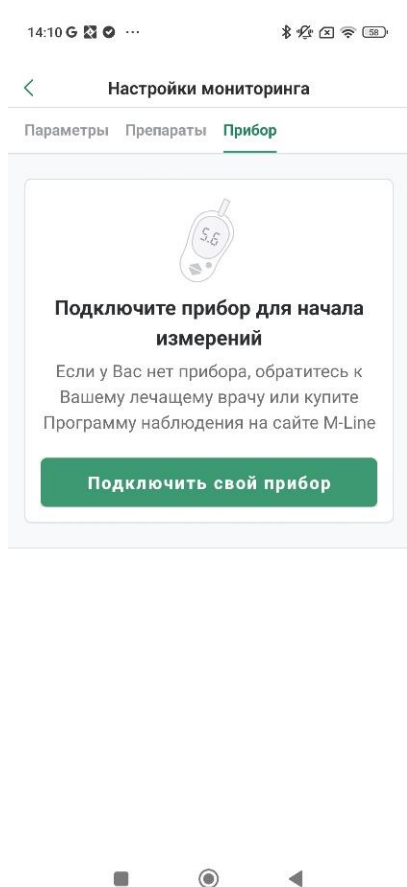 14:10 G ...
58
Настройки мониторинга
Параметры Препараты Прибор
5.6
Подключите прибор для начала
измерений
Если у Вас нет прибора, обратитесь к
Вашему лечащему врачу или купите
Программу наблюдения на сайте M-Line
Подключить свой прибор